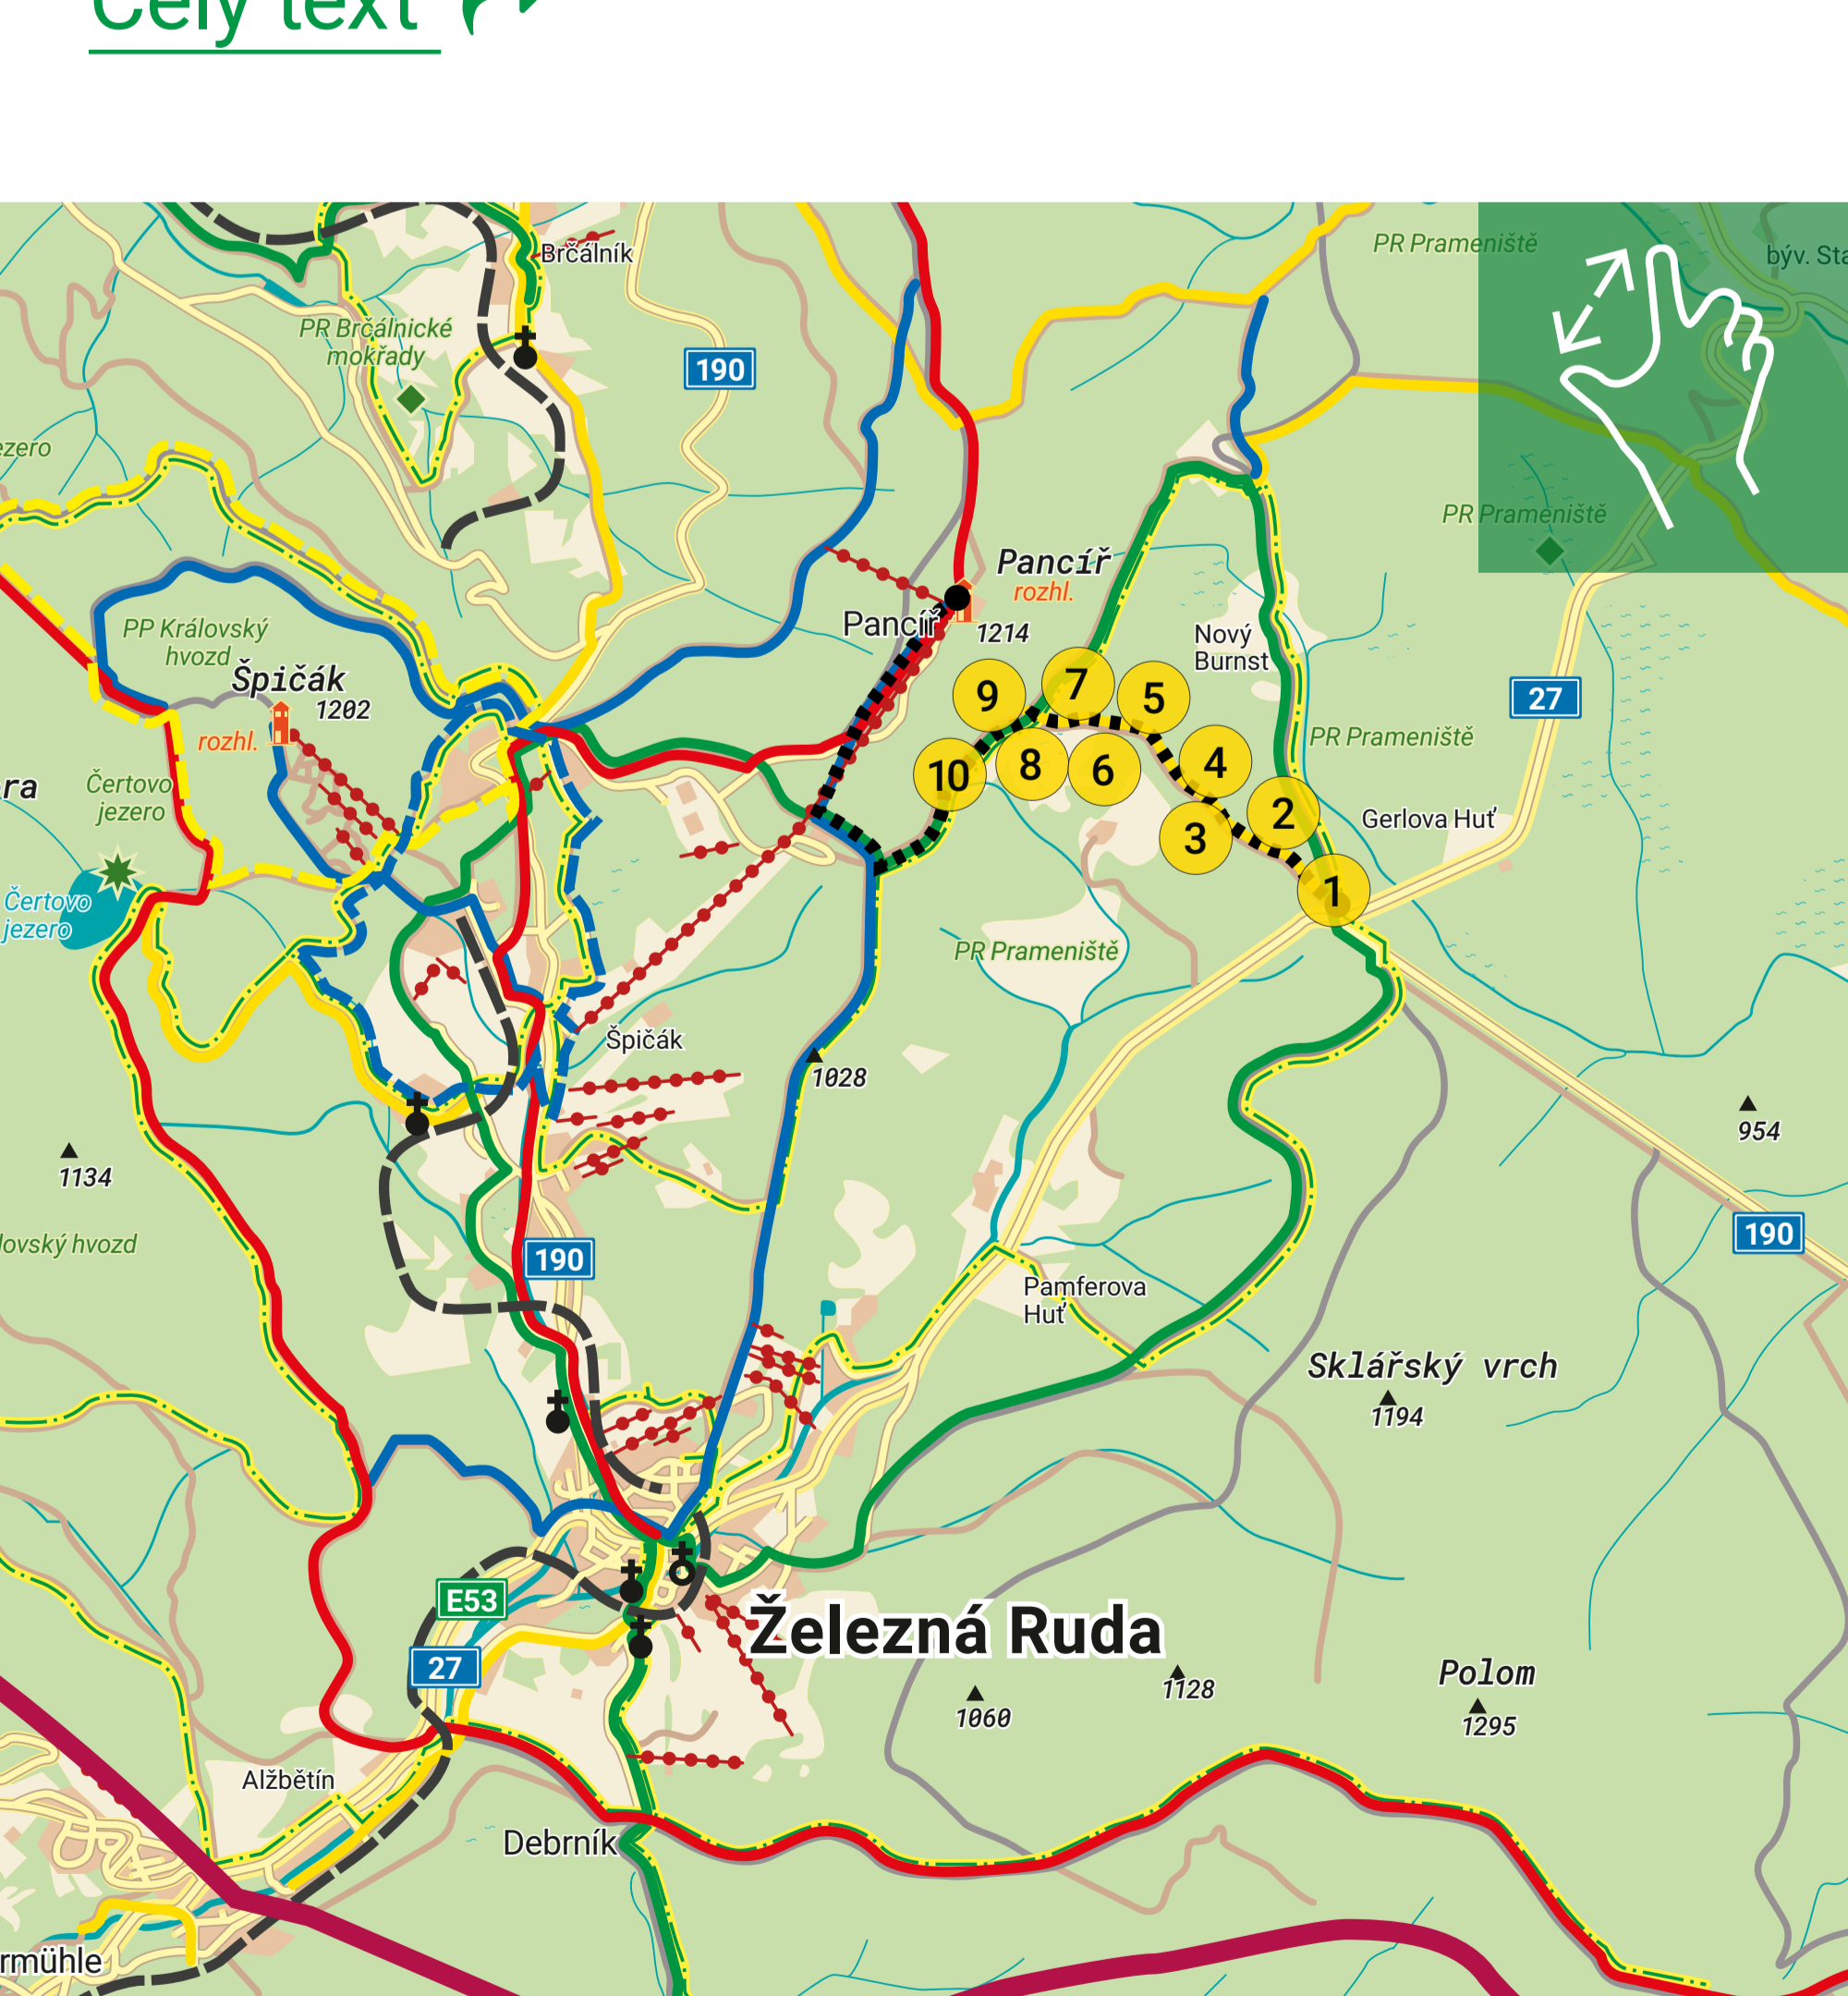 Celý text
Brčálník
PR Prameniště
PR Brčálnické
mokřady
190
PR Prameniště
Pancíř
rozhl.
Pancíř
1214
Nový
Burnst
27
PP Královský
hvozd
Špičák
1202
rozhl.
9
7
5
PR Prameniště
10
8
6
4
Čertovo
jezero
3
2
Gerlova Huť
1
Čertovo
jezero
PR Prameniště
Špičák
1028
954
1134
190
190
Pamferova
Huť
Sklářský vrch
1194
E53
Železná Ruda
27
1128
Polom
1060
1295
Alžbětín
Debrník